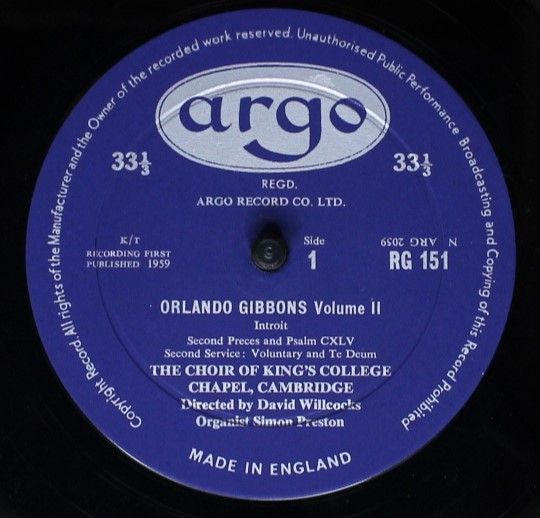 Copyright Record All rights of the Manufacturer and the Owner of the recorded work reserved. Unauthorised Public Performance Broadcasting and Copying of this Record Prohibited
argo
33⅓
33⅓
REGD.
ARGO RECORD CO. LTD.
K/T
RECORDING FIRST
PUBLISHED 1959
Side
1
N ARG 2059
RG 151
ORLANDO GIBBONS Volume II
Introit
Second Preces and Psalm CXLV
Second Service: Voluntary and Te Deum
THE CHOIR OF KING'S COLLEGE
CHAPEL, CAMBRIDGE
Directed by David Willcocks
Organist Simon Preston
MADE IN ENGLAND